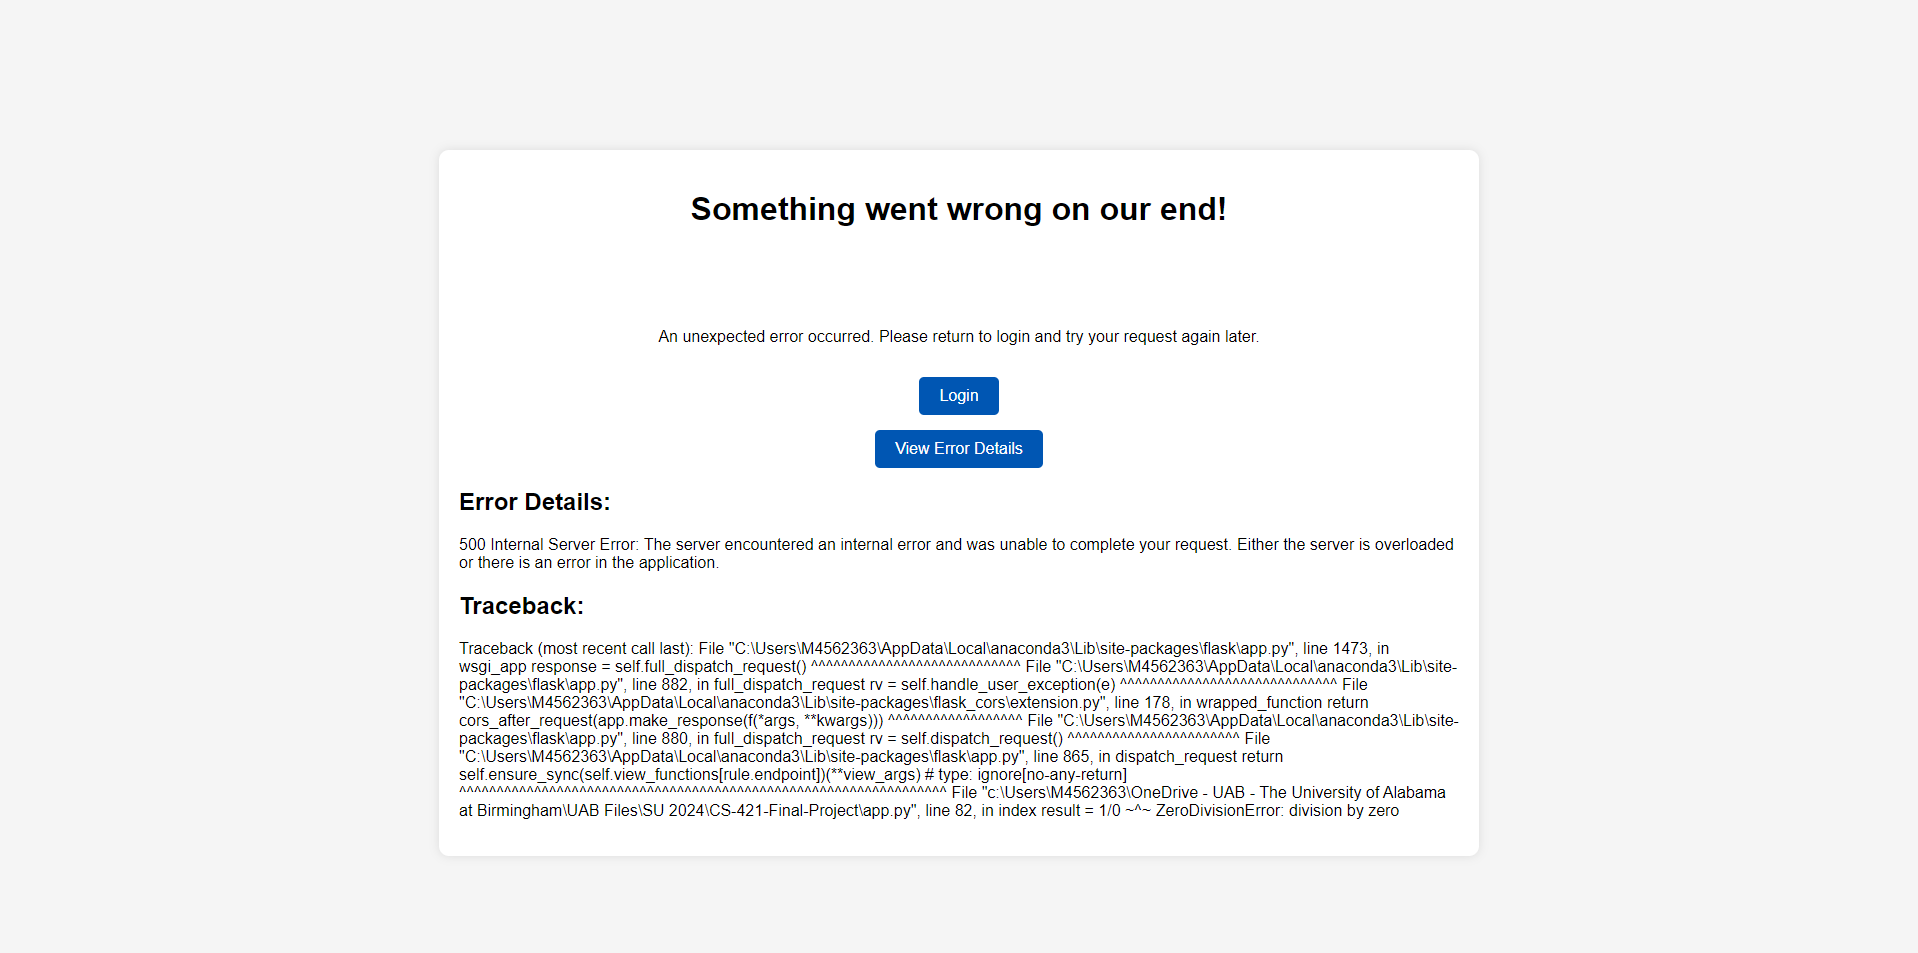 Something went wrong on our end!
An unexpected error occurred. Please return to login and try your request again later.
Login
View Error Details
Error Details:
500 Internal Server Error: The server encountered an internal error and was unable to complete your request. Either the server is overloaded
or there is an error in the application.
Traceback:
Traceback (most recent call last): File "C:\Users\M4562363\AppData\Local\anaconda3\Lib\site-packages\flask\app.py", line 1473, in
wsgi_app response = self.full_dispatch_request() ^^^^^^^^^^^^^^^^^^^^^^^^^^^^ File "C:\Users\M4562363\AppData\Local\anaconda3\Lib\site-
packages\flask\app.py", line 882, in full_dispatch_request rv = self.handle_user_exception(e) ^^^^^^^^^^^^^^^^^^^^^^^^^^^^^ File
"C:\Users\M4562363\AppData\Local\anaconda3\Lib\site-packages\flask_cors\extension.py", line 178, in wrapped_function return
cors_after_request(app.make_response(f(*args, **kwargs))) ^^^^^^^^^^^^^^^^^^ File "C:\Users\M4562363\AppData\Local\anaconda3\Lib\site-
packages\flask\app.py", line 880, in full_dispatch_request rv = self.dispatch_request() ^^^^^^^^^^^^^^^^^^^^^^^ File
"C:\Users\M4562363\AppData\Local\anaconda3\Lib\site-packages\flask\app.py", line 865, in dispatch_request return
self.ensure_sync(self.view_functions[rule.endpoint])(**view_args) # type: ignore[no-any-return]
^^^^^^^^^^^^^^^^^^^^^^^^^^^^^^^^^^^^^^^^^^^^^^^^^^^^^^^^^^^^^^^^^ File "c:\Users\M4562363\OneDrive - UAB - The University of Alabama
at Birmingham\UAB Files\SU 2024\CS-421-Final-Project\app.py", line 82, in index result = 1/0 ~^~ ZeroDivisionError: division by zero